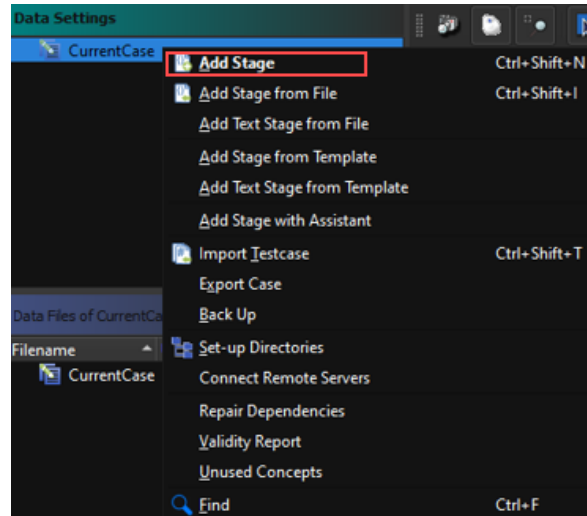 Data Settings
CurrentCase
Add Stage Ctrl+Shift+N
Add Stage from File Ctrl+Shift+I
Add Text Stage from File
Add Stage from Template
Add Text Stage from Template
Add Stage with Assistant
Import Testcase Ctrl+Shift+T
Export Case
Back Up
Data Files of CurrentCa
Set-up Directories
Filename
Connect Remote Servers
CurrentCase
Repair Dependencies
Validity Report
Unused Concepts
Find Ctrl+F